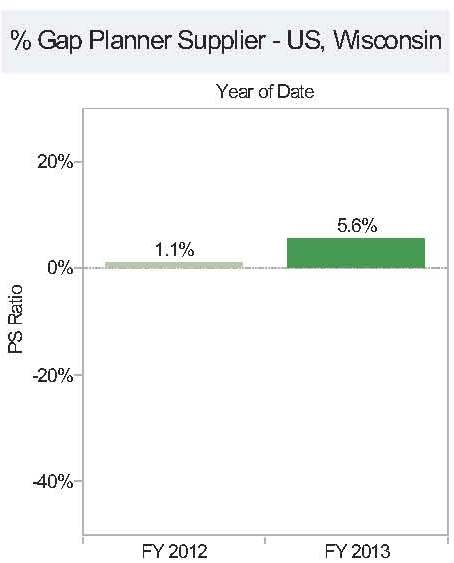 % Gap Planner Supplier - US, Wisconsin
Year of Date
20%
5.6%
1.1%
0%
PS Ratio
-20%
-40%
FY 2012 FY 2013